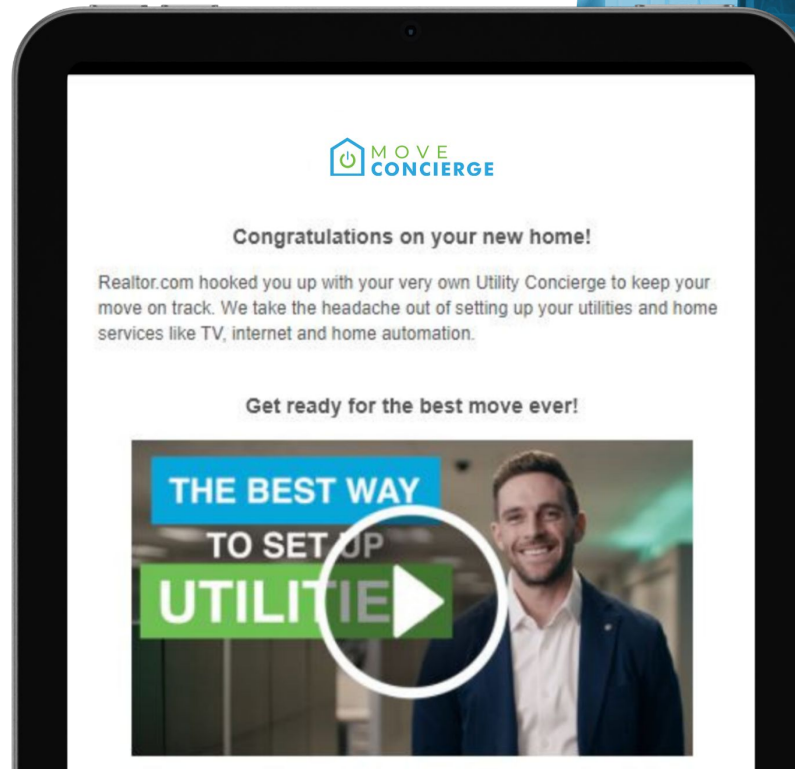 MOVE
CONCIERGE
Congratulations on your new home!
Realtor.com hooked you up with your very own Utility Concierge to keep your
move on track. We take the headache out of setting up your utilities and home
services like TV, internet and home automation.
Get ready for the best move ever!
THE BEST WAY
TO SET UP
UTILITIE